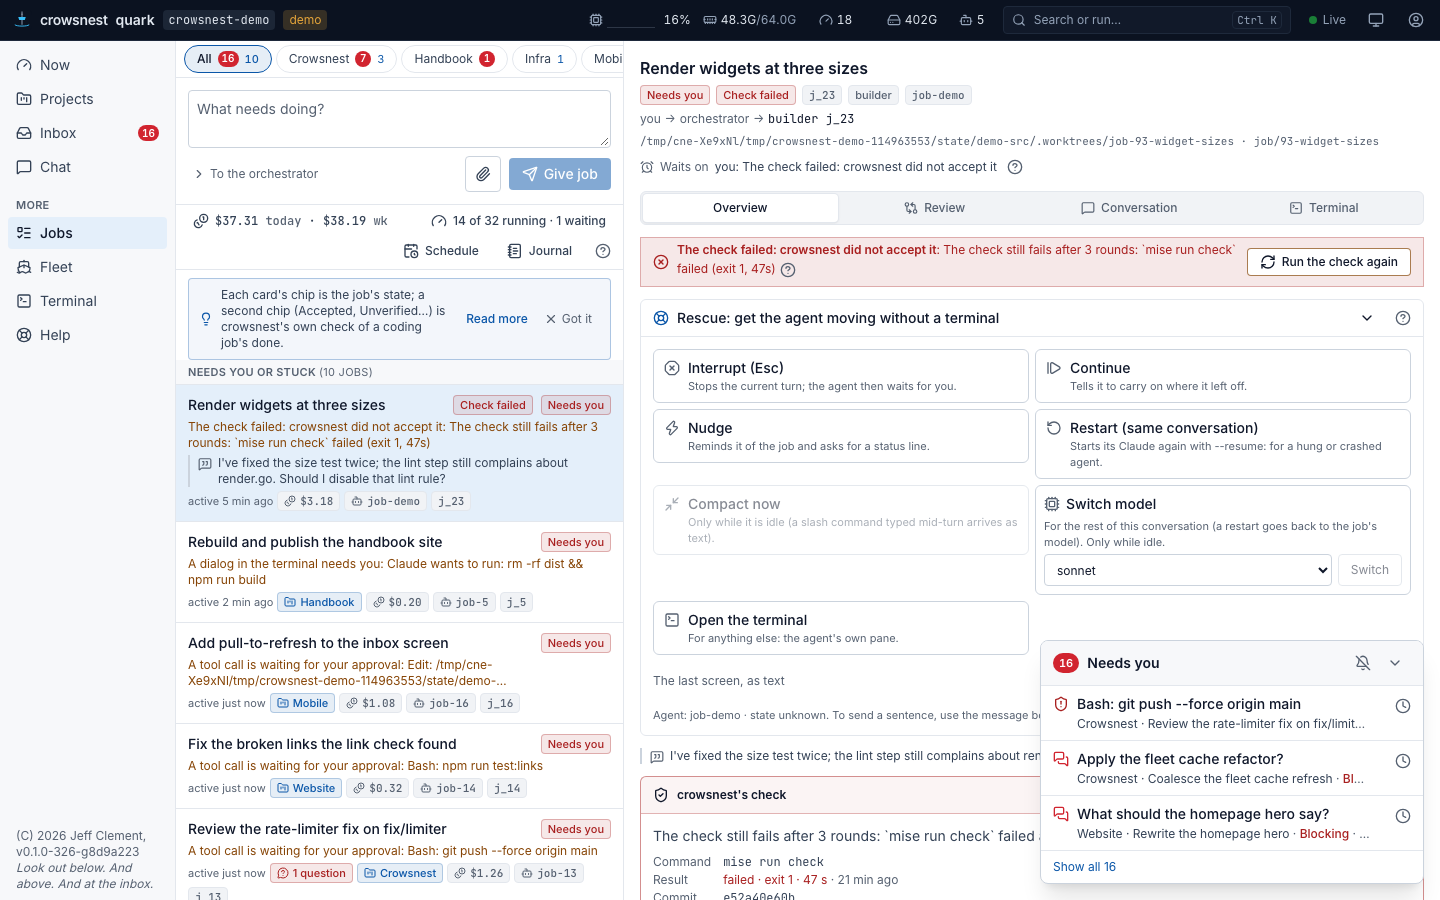 crowsnest quark crowsnest-demo demo
16% 48.3G/64.0G 18 402G 5 Search or run... Ctrl K Live
Now
Projects
Inbox 16
Chat
MORE
Jobs
Fleet
Terminal
Help
(C) 2026 Jeff Clement,
v0.1.0-326-g8d9a223
Look out below. And
above. And at the inbox.
All 16 10 Crowsnest 7 3 Handbook 1 Infra 1 Mobi
What needs doing?
To the orchestrator Give job
$37.31 today · $38.19 wk 14 of 32 running · 1 waiting
Schedule Journal
Each card's chip is the job's state; a
second chip (Accepted, Unverified...) is
crowsnest's own check of a coding
job's done.
Read more Got it
NEEDS YOU OR STUCK (10 JOBS)
Render widgets at three sizes Check failed Needs you
The check failed: crowsnest did not accept it: The check still fails after 3
rounds: `mise run check` failed (exit 1, 47s)
I've fixed the size test twice; the lint step still complains about
render.go. Should I disable that lint rule?
active 5 min ago $3.18 job-demo j_23
Rebuild and publish the handbook site Needs you
A dialog in the terminal needs you: Claude wants to run: rm -rf dist &&
npm run build
active 2 min ago Handbook $0.20 job-5 j_5
Add pull-to-refresh to the inbox screen Needs you
A tool call is waiting for your approval: Edit: /tmp/cne-
Xe9xNl/tmp/crowsnest-demo-114963553/state/demo-...
active just now Mobile $1.08 job-16 j_16
Fix the broken links the link check found Needs you
A tool call is waiting for your approval: Bash: npm run test:links
active just now Website $0.32 job-14 j_14
Review the rate-limiter fix on fix/limiter Needs you
A tool call is waiting for your approval: Bash: git push --force origin main
active just now 1 question Crowsnest $1.26 job-13
j_13
Render widgets at three sizes
Needs you Check failed j_23 builder job-demo
you → orchestrator → builder j_23
/tmp/cne-Xe9xNl/tmp/crowsnest-demo-114963553/state/demo-src/.worktrees/job-93-widget-sizes · job/93-widget-sizes
Waits on you: The check failed: crowsnest did not accept it
Overview Review Conversation Terminal
The check failed: crowsnest did not accept it: The check still fails after 3 rounds: `mise run check`
failed (exit 1, 47s)
Run the check again
Rescue: get the agent moving without a terminal
Interrupt (Esc)
Stops the current turn; the agent then waits for you.
Continue
Tells it to carry on where it left off.
Nudge
Reminds it of the job and asks for a status line.
Restart (same conversation)
Starts its Claude again with --resume: for a hung or crashed
agent.
Compact now
Only while it is idle (a slash command typed mid-turn arrives as
text).
Switch model
For the rest of this conversation (a restart goes back to the job's
model). Only while idle.
sonnet Switch
Open the terminal
For anything else: the agent's own pane.
The last screen, as text
Agent: job-demo · state unknown. To send a sentence, use the message b
I've fixed the size test twice; the lint step still complains about ren
crowsnest's check
The check still fails after 3 rounds: `mise run check` failed
Command mise run check
Result failed · exit 1 · 47 s · 21 min ago
Commit e52a40e60b
16 Needs you
Bash: git push --force origin main
Crowsnest · Review the rate-limiter fix on fix/limit...
Apply the fleet cache refactor?
Crowsnest · Coalesce the fleet cache refresh · Bl...
What should the homepage hero say?
Website · Rewrite the homepage hero · Blocking · ...
Show all 16